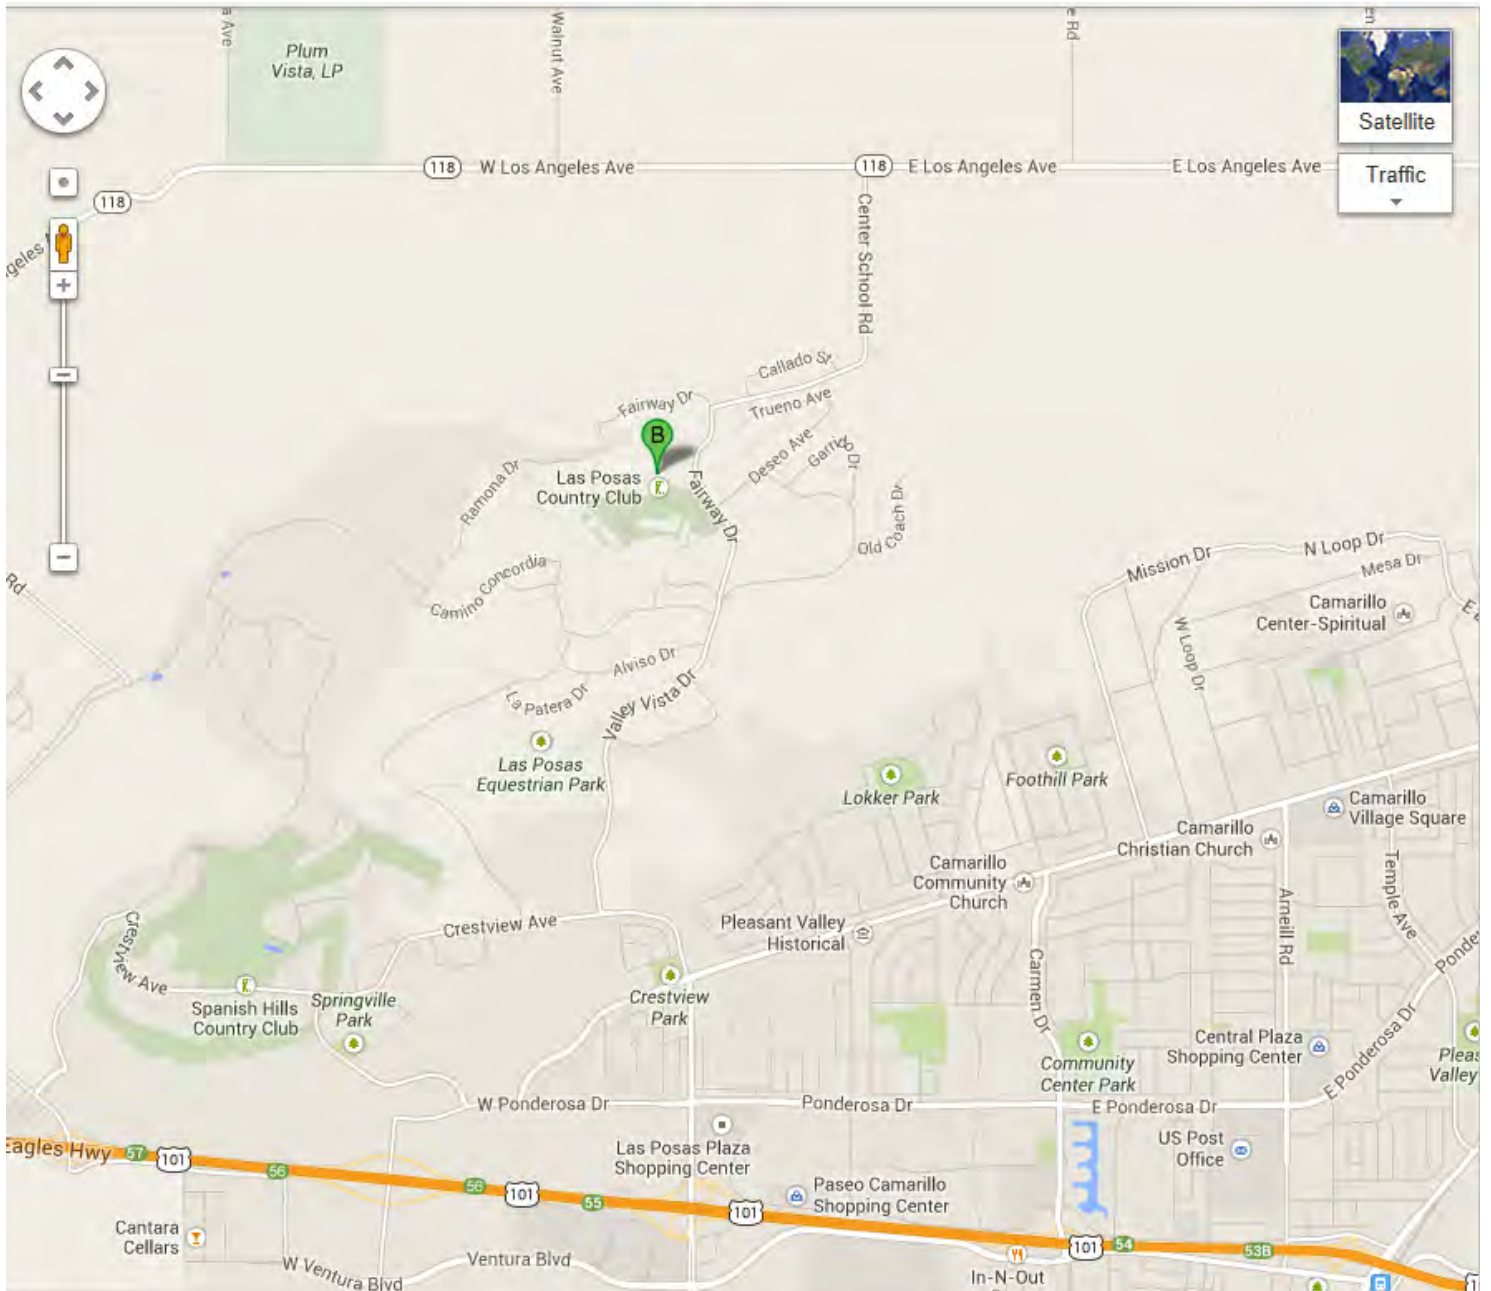 a Ave
Plum
Vista, LP
Walnut Ave
e Rd
Satellite
Traffic
118
W Los Angeles Ave
118
E Los Angeles Ave
E Los Angeles Ave
118
geles
Center School Rd
Callado St
Fairway Dr
Trueno Ave
B
Deseo Ave
Garrido Dr
Ramona Dr
Las Posas
Country Club
Fairway Dr
Old Coach Dr
Rd
Camino Concordia
Mission Dr
N Loop Dr
Mesa Dr
Camarillo
Center-Spiritual
W Loop Dr
Alviso Dr
La Patera Dr
Valley Vista Dr
Las Posas
Equestrian Park
Lokker Park
Foothill Park
Camarillo
Village Square
Camarillo
Christian Church
Camarillo
Community
Church
Temple Ave
Arneill Rd
Crestview Ave
Crestview Ave
Pleasant Valley
Historical
Carmen Dr
Ponde
Spanish Hills
Country Club
Springville
Park
Crestview
Park
Community
Center Park
Central Plaza
Shopping Center
E Ponderosa Dr
Pleas
Valley
W Ponderosa Dr
Ponderosa Dr
E Ponderosa Dr
Las Posas Plaza
Shopping Center
US Post
Office
Eagles Hwy
57
101
56
56
101
55
101
Paseo Camarillo
Shopping Center
101
54
53B
Cantara
Cellars
W Ventura Blvd
Ventura Blvd
In-N-Out